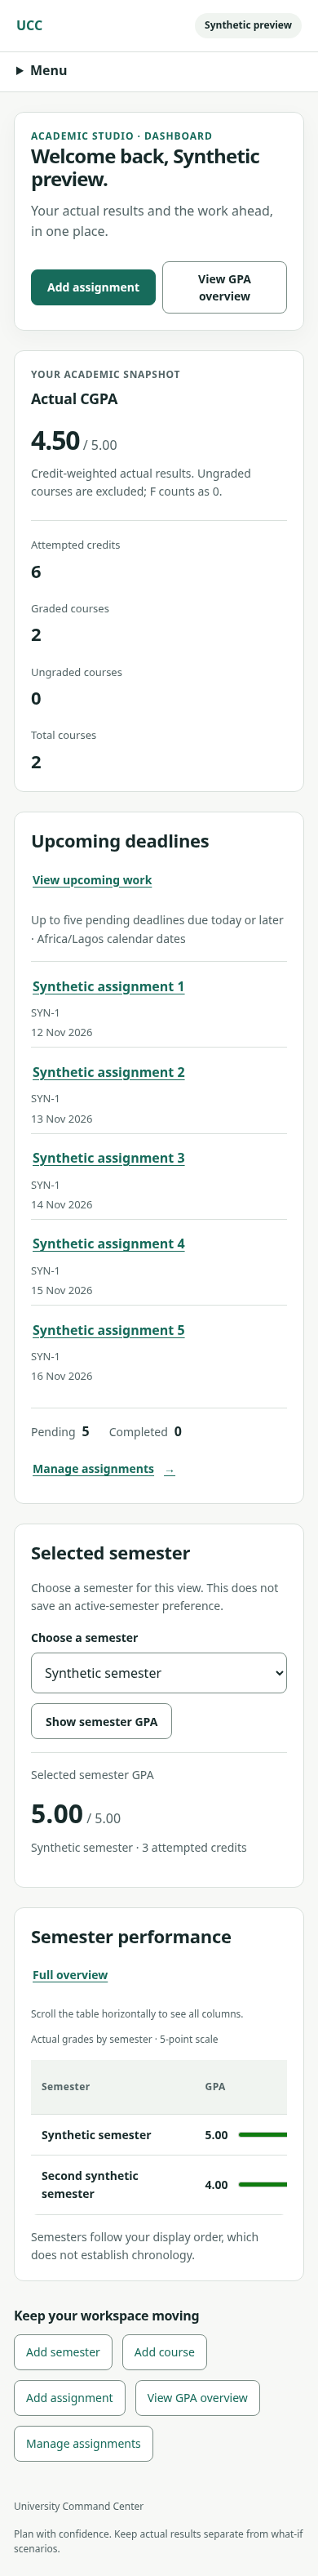 UCC
Synthetic preview
▶ Menu
ACADEMIC STUDIO · DASHBOARD
Welcome back, Synthetic
preview.
Your actual results and the work ahead,
in one place.
Add assignment
View GPA
overview
YOUR ACADEMIC SNAPSHOT
Actual CGPA
4.50 / 5.00
Credit-weighted actual results. Ungraded
courses are excluded; F counts as 0.
Attempted credits
6
Graded courses
2
Ungraded courses
0
Total courses
2
Upcoming deadlines
View upcoming work
Up to five pending deadlines due today or later
· Africa/Lagos calendar dates
Synthetic assignment 1
SYN-1
12 Nov 2026
Synthetic assignment 2
SYN-1
13 Nov 2026
Synthetic assignment 3
SYN-1
14 Nov 2026
Synthetic assignment 4
SYN-1
15 Nov 2026
Synthetic assignment 5
SYN-1
16 Nov 2026
Pending 5 Completed 0
Manage assignments →
Selected semester
Choose a semester for this view. This does not
save an active-semester preference.
Choose a semester
Synthetic semester
Show semester GPA
Selected semester GPA
5.00 / 5.00
Synthetic semester · 3 attempted credits
Semester performance
Full overview
Scroll the table horizontally to see all columns.
Actual grades by semester · 5-point scale
Semester GPA
Synthetic semester 5.00
Second synthetic
semester
4.00
Semesters follow your display order, which
does not establish chronology.
Keep your workspace moving
Add semester
Add course
Add assignment
View GPA overview
Manage assignments
University Command Center
Plan with confidence. Keep actual results separate from what-if
scenarios.